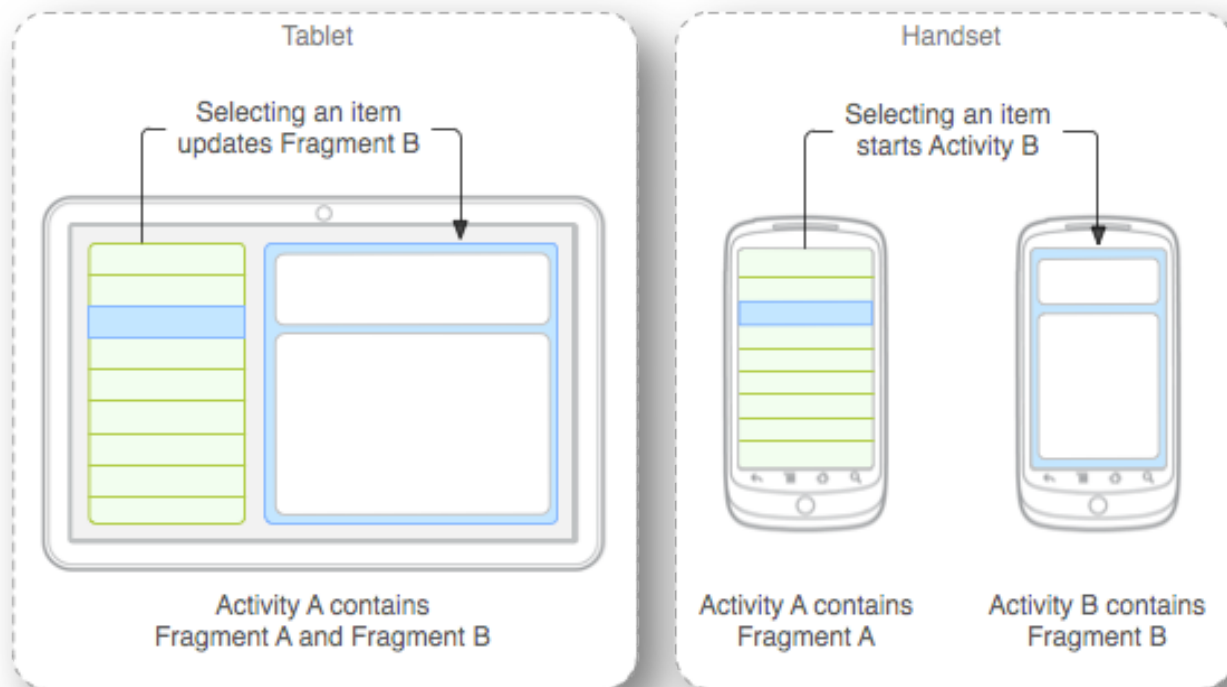 Tablet
Selecting an item
updates Fragment B
Activity A contains
Fragment A and Fragment B
Handset
Selecting an item
starts Activity B
Activity A contains
Fragment A
Activity B contains
Fragment B